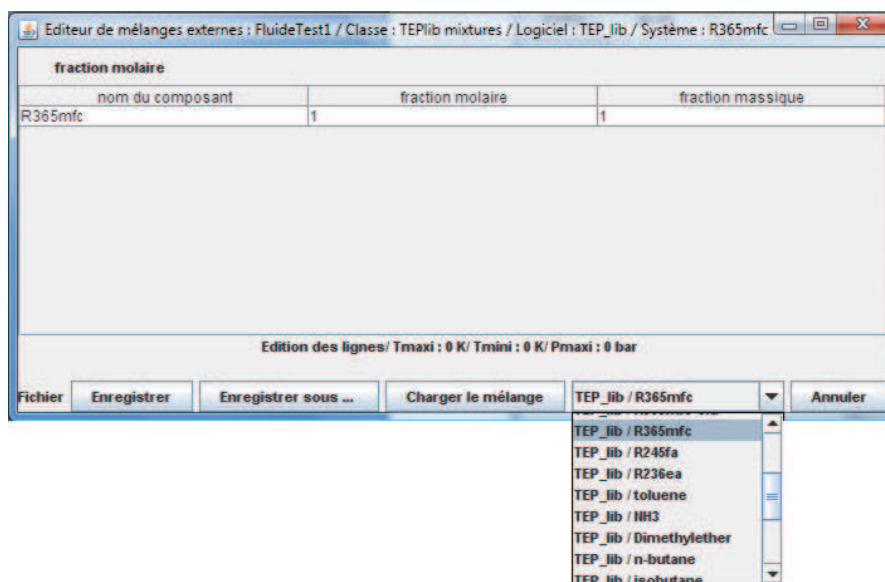 Editeur de mélanges externes : FluideTest1 / Classe : TEPlib mixtures / Logiciel : TEP_lib / Système : R365mfc
fraction molaire
nom du composant fraction molaire fraction massique
R365mfc 1 1
Edition des lignes/ Tmaxi : 0 K/ Tmini : 0 K/ Pmaxi : 0 bar
Fichier Enregistrer Enregistrer sous ... Charger le mélange TEP_lib / R365mfc Annuler
TEP_lib / R365mfc
TEP_lib / R245fa
TEP_lib / R236ea
TEP_lib / toluene
TEP_lib / NH3
TEP_lib / Dimethylether
TEP_lib / n-butane
TEP_lib / isobutane